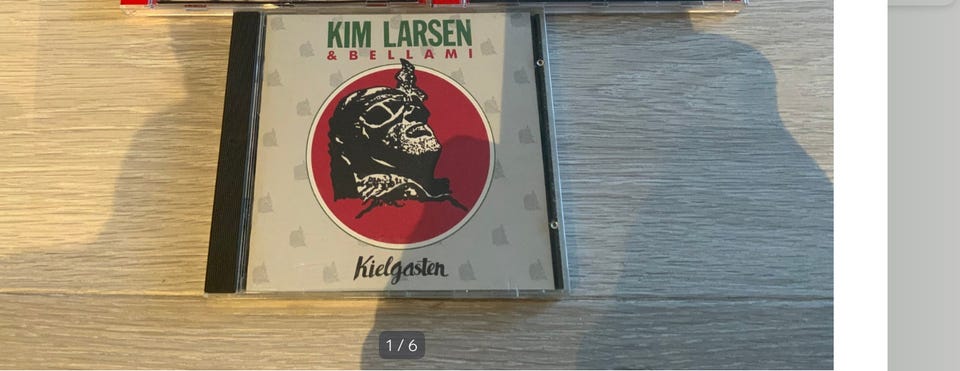 KIM LARSEN
& BELLAMI
Kielgasten
1/6